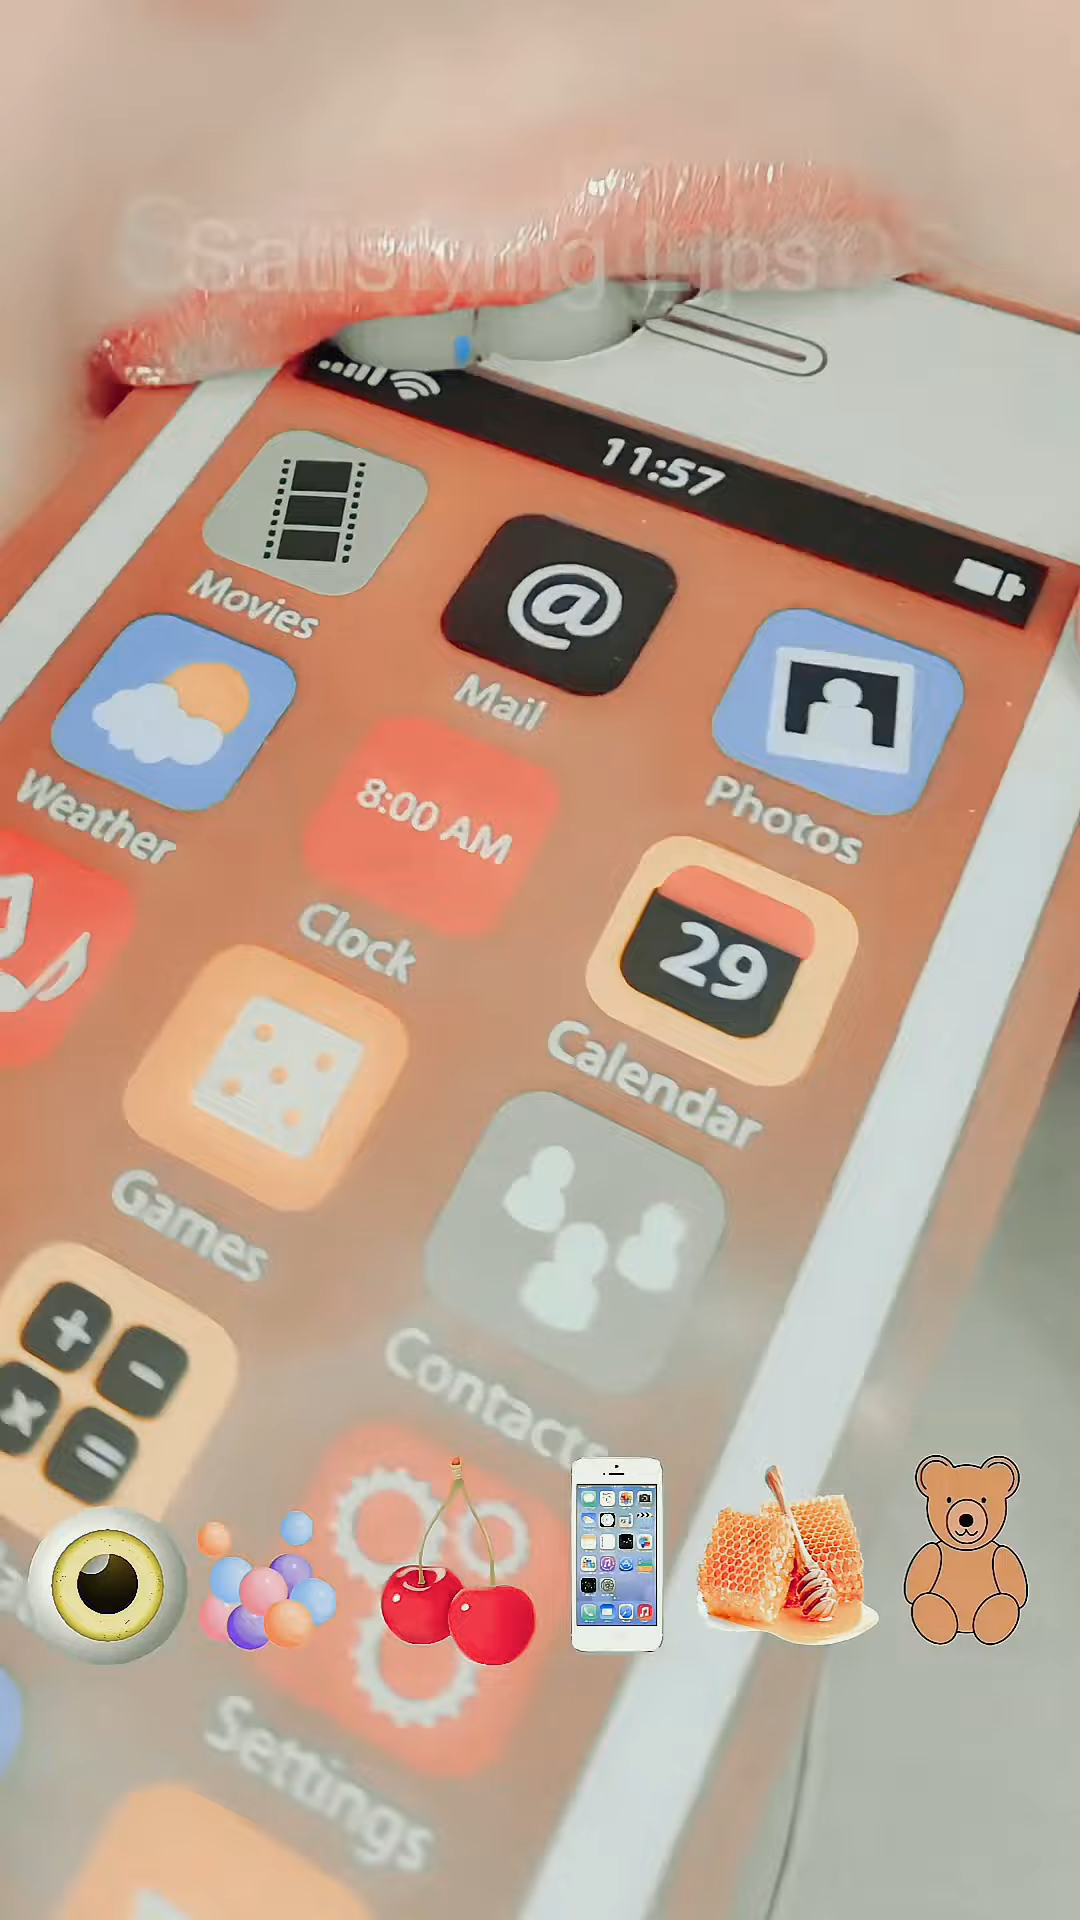 Satisfying Lips
11:57
Movies
@
Mail
Photos
Weather
8:00 AM
Clock
29
Calendar
Games
Contacts
+ -
× =
Settings